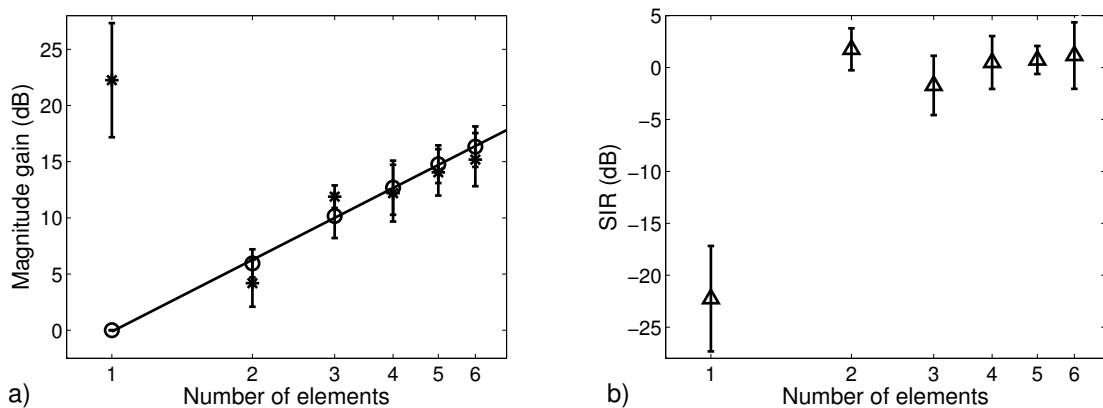 25
20
15
10
5
0
Magnitude gain (dB)
1 2 3 4 5 6
Number of elements
a)
5
0
−5
−10
−15
−20
−25
SIR (dB)
1 2 3 4 5 6
Number of elements
b)